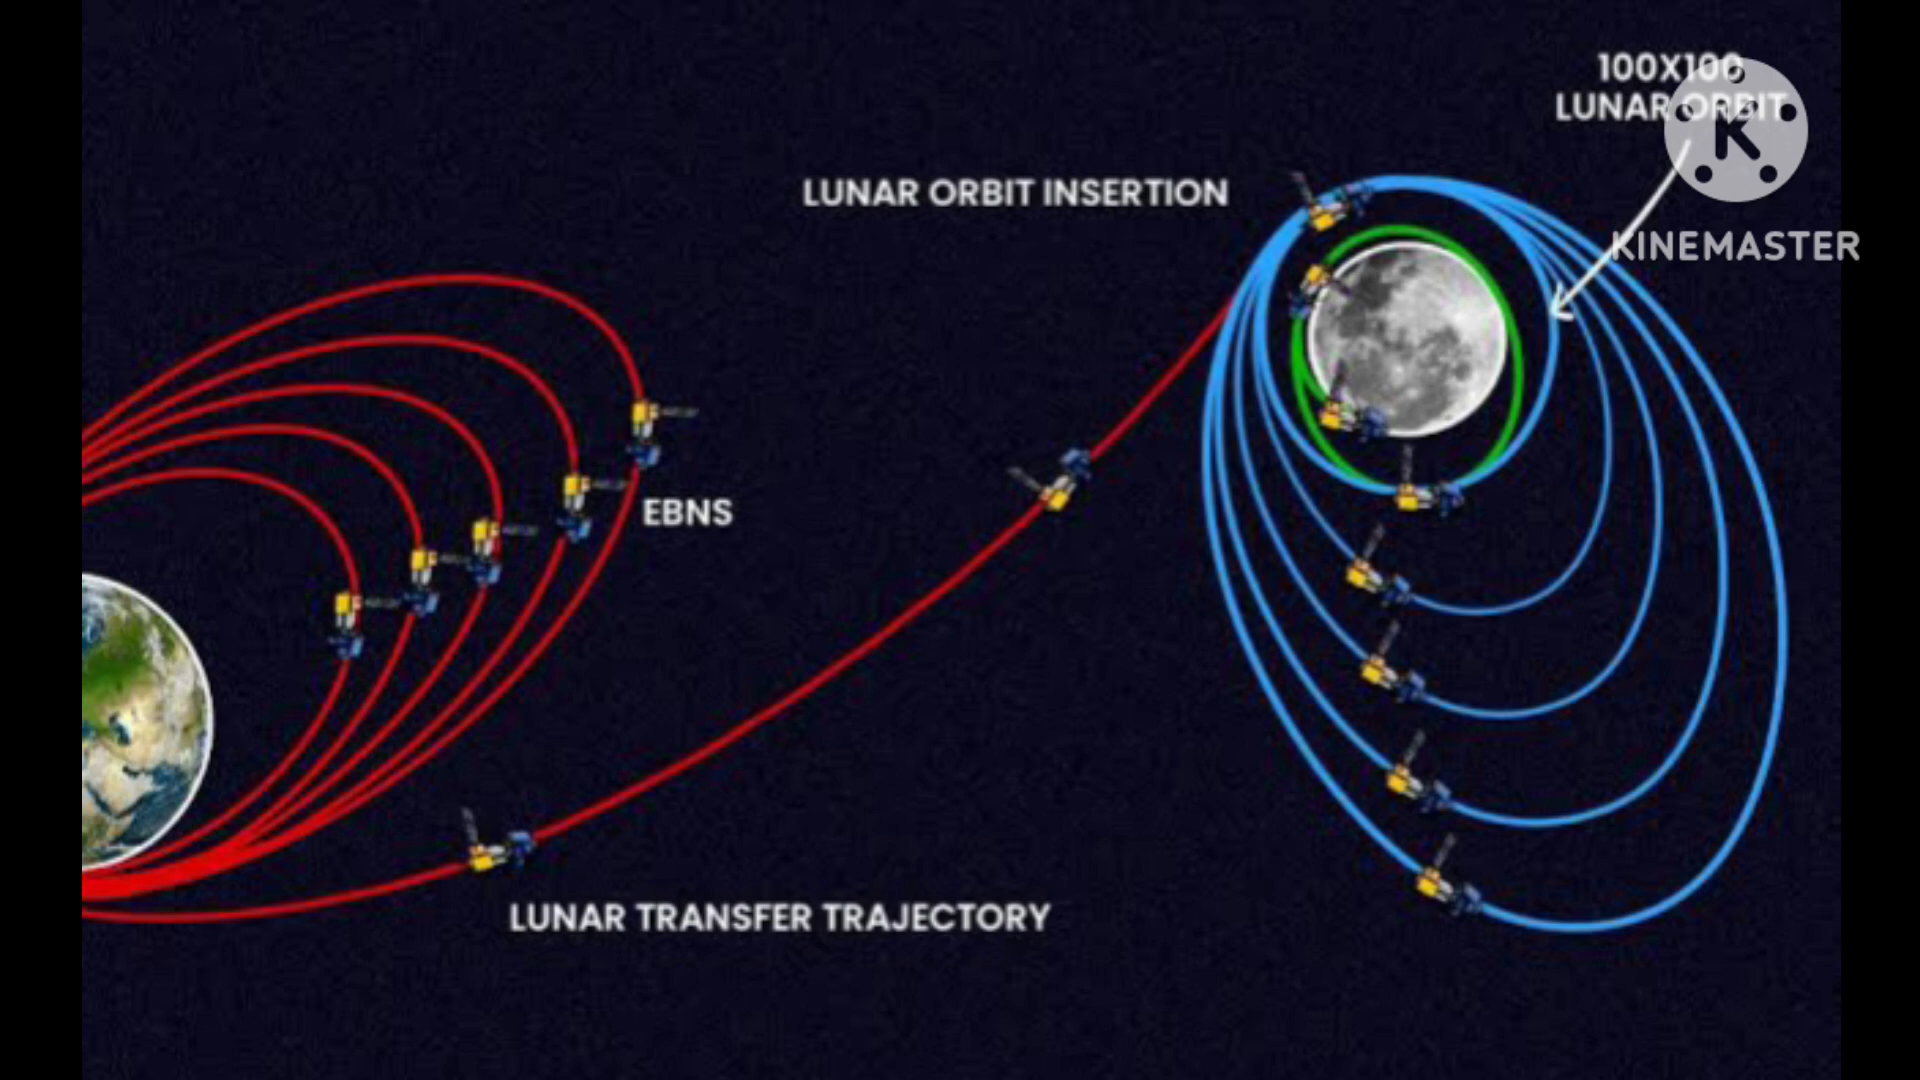 100X100
LUNAR ORBIT
K
KINEMASTER
LUNAR ORBIT INSERTION
EBNS
LUNAR TRANSFER TRAJECTORY